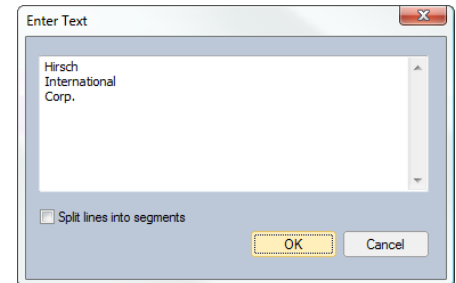 Enter Text
Hirsch
International
Corp.
Split lines into segments
OK Cancel